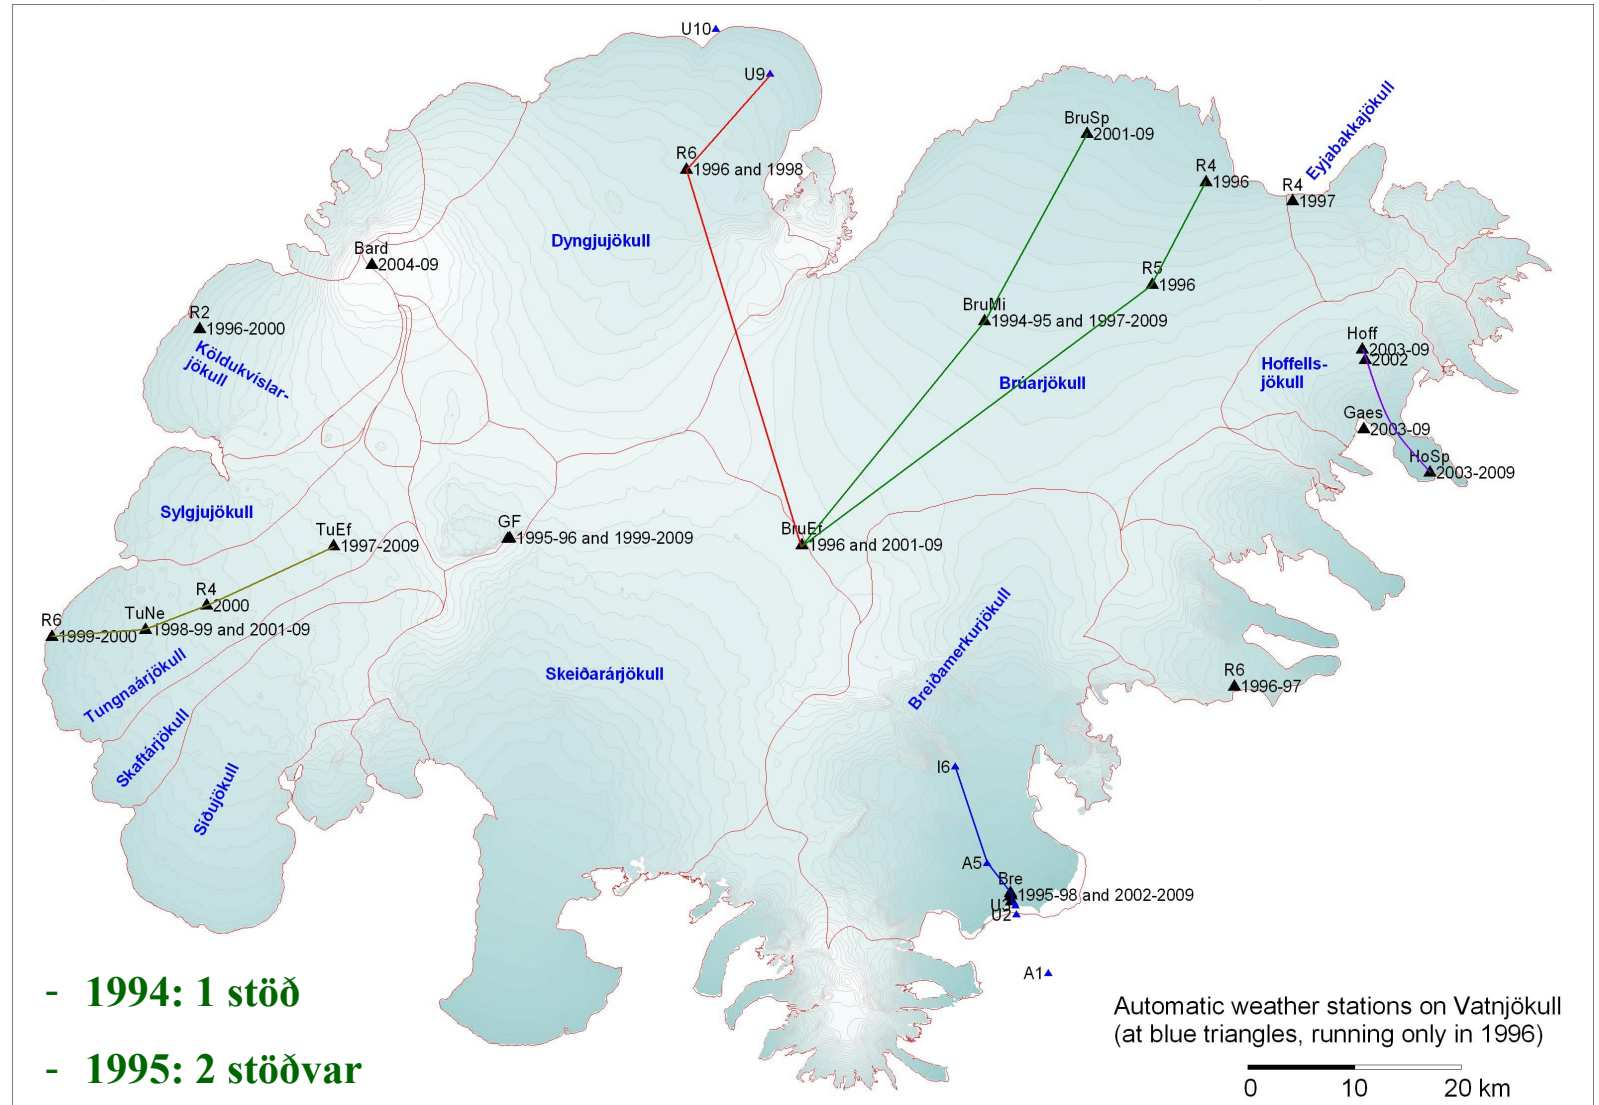 U10
U9
BruSp
2001-09
Eyjabakkajökull
R6
1996 and 1998
R4
1996
R4
1997
Dyngjujökull
Bard
2004-09
R5
1996
R2
1996-2000
BruMi
1994-95 and 1997-2009
Köldukvíslar-
jökull
Hoff
2003-09
2002
Hoffells-
jökull
Brúarjökull
Gaes
2003-09
HoSp
2003-2009
Sylgjujökull
TuEf
1997-2009
GF
1995-96 and 1999-2009
BruEf
1996 and 2001-09
R4
2000
TuNe
1998-99 and 2001-09
R6
1999-2000
Tungnaárjökull
Skeiðarárjökull
Breiðamerkurjökull
R6
1996-97
Skaftárjökull
Síðujökull
I6
A5
Bre
1995-98 and 2002-2009
U3
U2
A1
- 1994: 1 stöð
- 1995: 2 stöðvar
Automatic weather stations on Vatnjökull
(at blue triangles, running only in 1996)
0 10 20 km